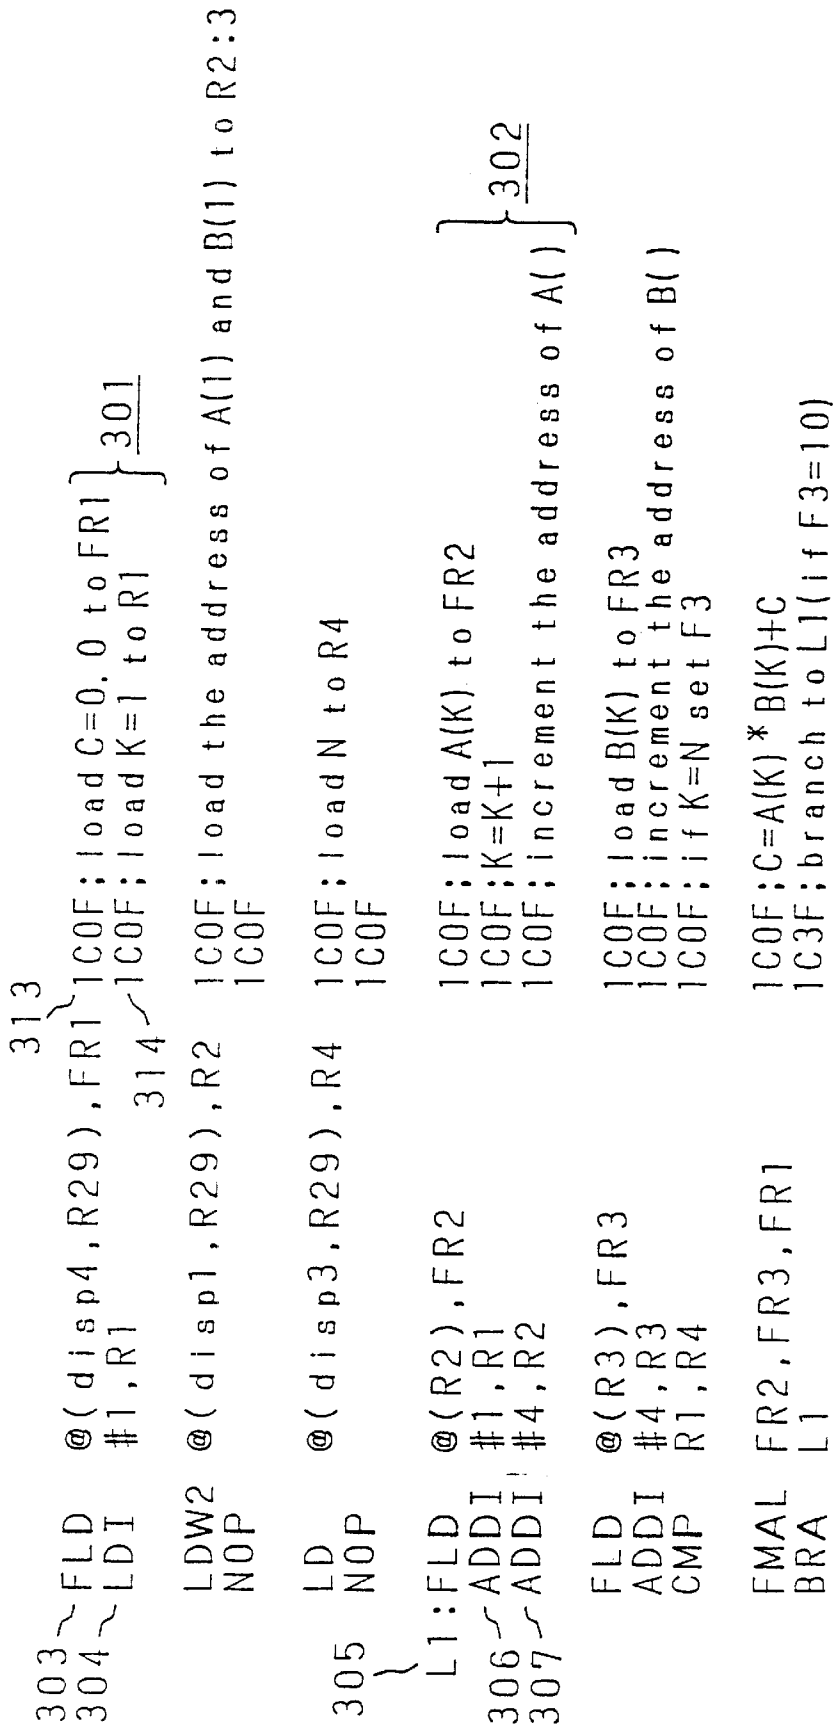 313
303 FLD @(disp4,R29),FR1 1C0F;load C=0.0 to FR1
304 LDI #1,R1 1C0F;load K=1 to R1 301
314
LDW2 @(disp1,R29),R2 1C0F;load the address of A(1) and B(1) to R2:3
NOP 1C0F
LD @(disp3,R29),R4 1C0F;load N to R4
NOP 1C0F
305
L1:FLD @(R2),FR2 1C0F;load A(K) to FR2
306 ADDI #1,R1 1C0F;K=K+1
307 ADDI #4,R2 1C0F;increment the address of A()
302
FLD @(R3),FR3 1C0F;load B(K) to FR3
ADDI #4,R3 1C0F;increment the address of B()
CMP R1,R4 1C0F;if K=N set F3
FMAL FR2,FR3,FR1 1C0F;C=A(K)*B(K)+C
BRA L1 1C3F;branch to L1(if F3=10)